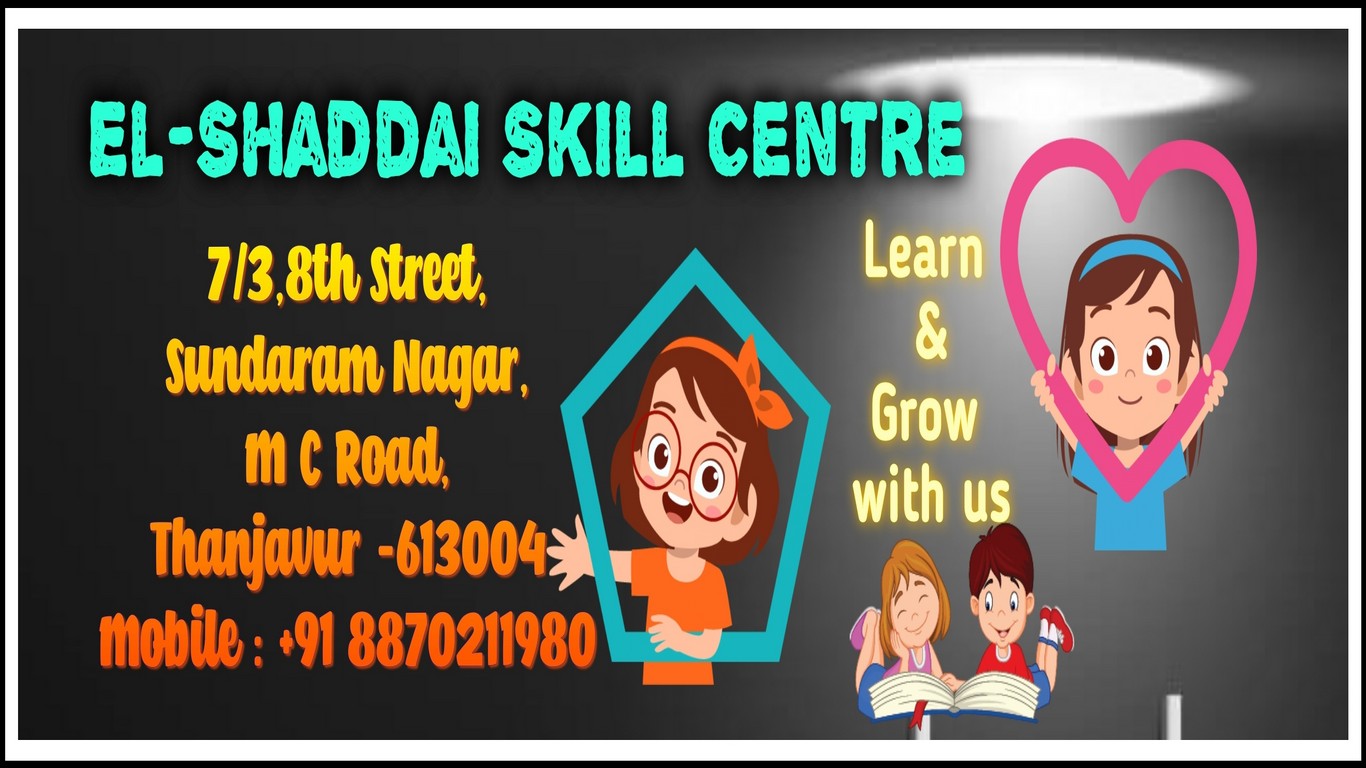 EL-SHADDAI SKILL CENTRE
7/3,8th Street,
Sundaram Nagar,
M C Road,
Thanjavur -613004
mobile : +91 8870211980
Learn
&
Grow
with us